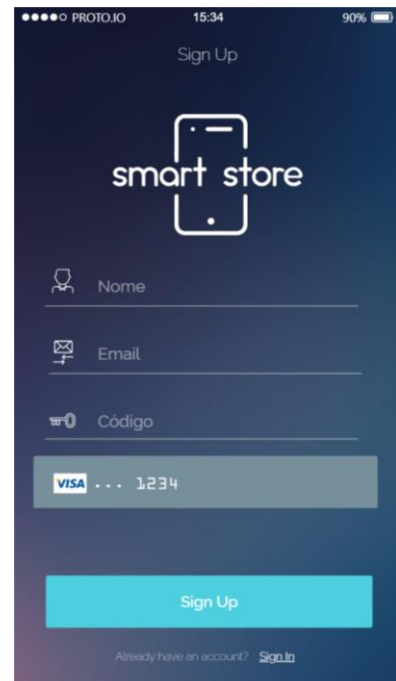 PROTO.IO 15:34 90%
Sign Up
smart store
Nome
Email
Código
VISA ... 1234
Sign Up
Already have an account? Sign In